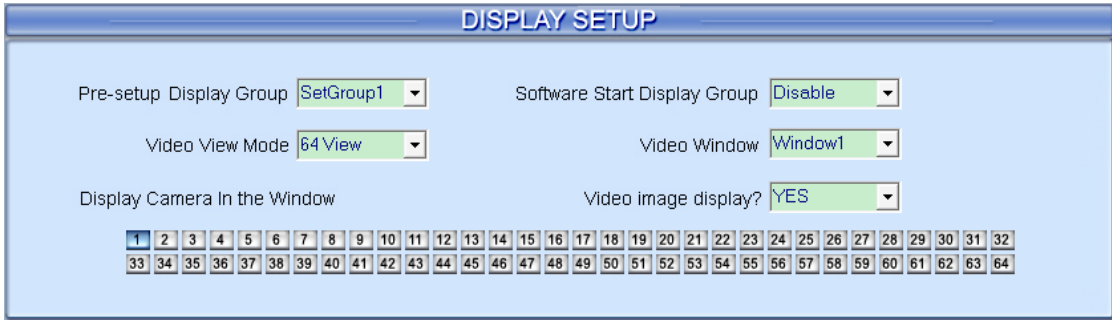 DISPLAY SETUP
Pre-setup Display Group SetGroup1 Software Start Display Group Disable
Video View Mode 64 View Video Window Window1
Display Camera In the Window Video image display? YES
1 2 3 4 5 6 7 8 9 10 11 12 13 14 15 16 17 18 19 20 21 22 23 24 25 26 27 28 29 30 31 32
33 34 35 36 37 38 39 40 41 42 43 44 45 46 47 48 49 50 51 52 53 54 55 56 57 58 59 60 61 62 63 64